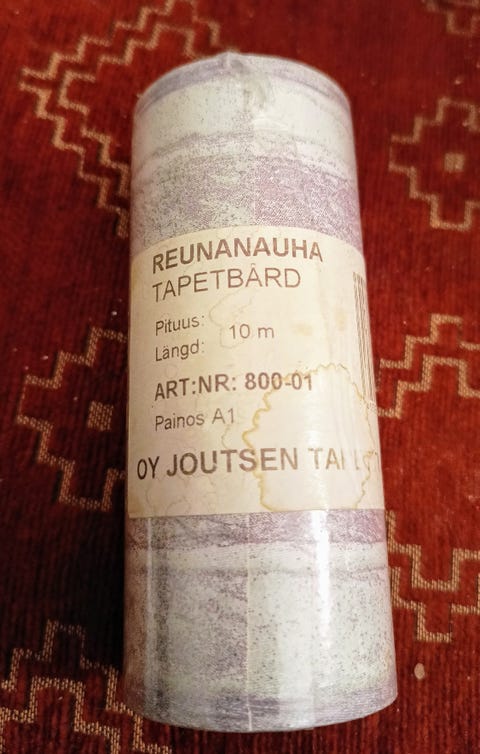 REUNANAUHA
TAPETBÅRD
Pituus: 10 m
Längd:
ART:NR: 800-01
Painos A1
OY JOUTSEN